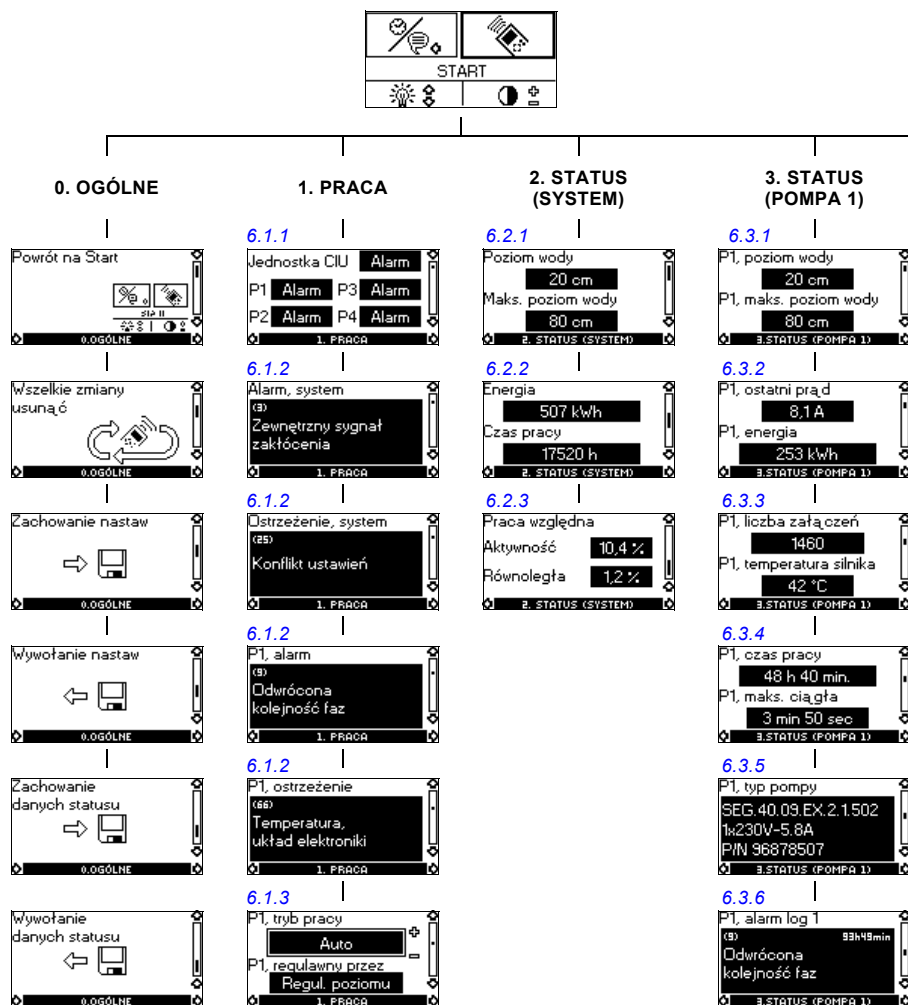 START
0. OGÓLNE
Powrót na Start
START
0.OGÓLNE
Wszelkie zmiany
usunąć
0.OGÓLNE
Zachowanie nastaw
0.OGÓLNE
Wywołanie nastaw
0.OGÓLNE
Zachowanie
danych statusu
0.OGÓLNE
Wywołanie
danych statusu
0.OGÓLNE
1. PRACA
6.1.1
Jednostka CIU Alarm
P1 Alarm P3 Alarm
P2 Alarm P4 Alarm
1. PRACA
6.1.2
Alarm, system
(3)
Zewnętrzny sygnał
zakłócenia
1. PRACA
6.1.2
Ostrzeżenie, system
(25)
Konflikt ustawień
1. PRACA
6.1.2
P1, alarm
(9)
Odwrócona
kolejność faz
1. PRACA
6.1.2
P1, ostrzeżenie
(66)
Temperatura,
układ elektroniki
1. PRACA
6.1.3
P1, tryb pracy
Auto
P1, regulawny przez
Regul. poziomu
1. PRACA
2. STATUS
(SYSTEM)
6.2.1
Poziom wody
20 cm
Maks. poziom wody
80 cm
2. STATUS (SYSTEM)
6.2.2
Energia
507 kWh
Czas pracy
17520 h
2. STATUS (SYSTEM)
6.2.3
Praca względna
Aktywność 10,4 %
Równoległa 1,2 %
2. STATUS (SYSTEM)
3. STATUS
(POMPA 1)
6.3.1
P1, poziom wody
20 cm
P1, maks. poziom wody
80 cm
3.STATUS (POMPA 1)
6.3.2
P1, ostatni prąd
8,1 A
P1, energia
253 kWh
3.STATUS (POMPA 1)
6.3.3
P1, liczba załączeń
1460
P1, temperatura silnika
42 °C
3.STATUS (POMPA 1)
6.3.4
P1, czas pracy
48 h 40 min.
P1, maks. ciągła
3 min 50 sec
3.STATUS (POMPA 1)
6.3.5
P1, typ pompy
SEG.40.09.EX.2.1.502
1x230V-5.8A
P/N 96878507
3.STATUS (POMPA 1)
6.3.6
P1, alarm log 1
(9) 93h49min
Odwrócona
kolejność faz
3.STATUS (POMPA 1)